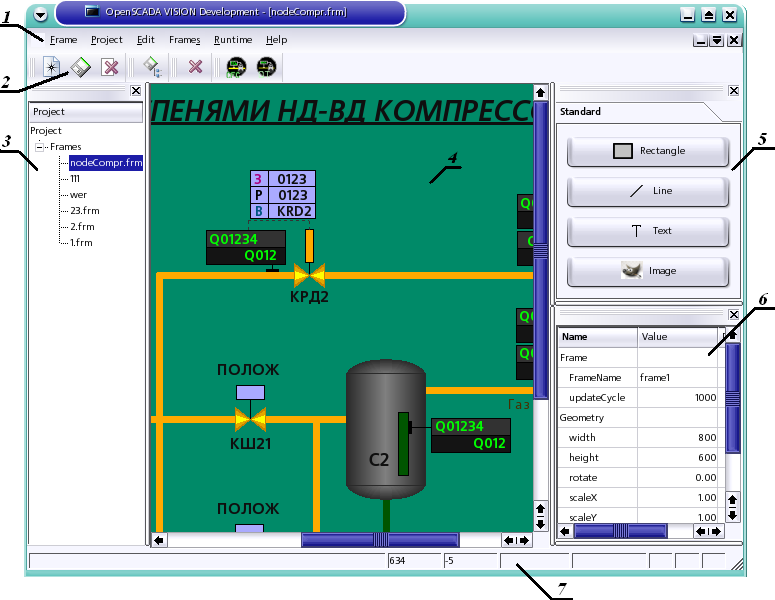 OpenSCADA VISION Development - [nodeCompr.frm]
1
Frame Project Edit Frames Runtime Help
2
3
Project
Project
Frames
nodeCompr.frm
111
wer
23.frm
2.frm
1.frm
ПЕНЯМИ НД-ВД КОМПРЕССО
4
3 0123
P 0123
B KRD2
Q01234
Q012
КРД2
ПОЛОЖ
КШ21
ПОЛОЖ
С2
Q01234
Q012
Газ
Standard
5
Rectangle
Line
Text
Image
6
Name Value
Frame
FrameName frame1
updateCycle 1000
Geometry
width 800
height 600
rotate 0.00
scaleX 1.00
scaleY 1.00
634 -5
7